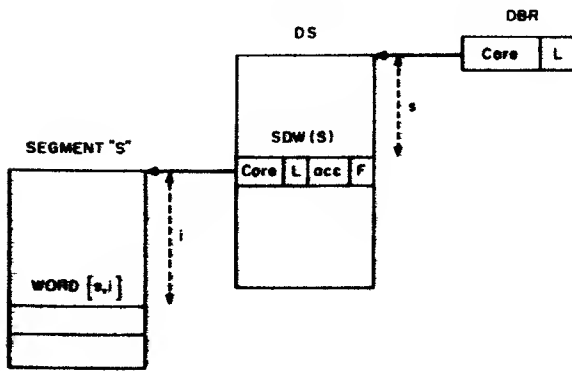 DBR
Core L
DS
s
SDW(S)
Core L acc F
SEGMENT "S"
i
WORD [s,i]